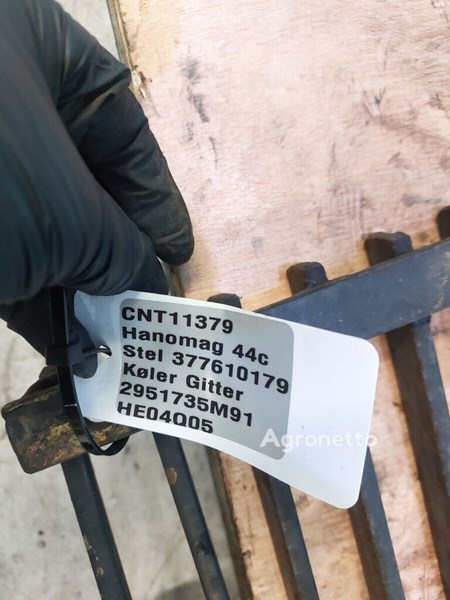 CNT11379
Hanomag 44c
Stel 377610179
Køler Gitter
2951735M91
HE04Q05
Agronetto